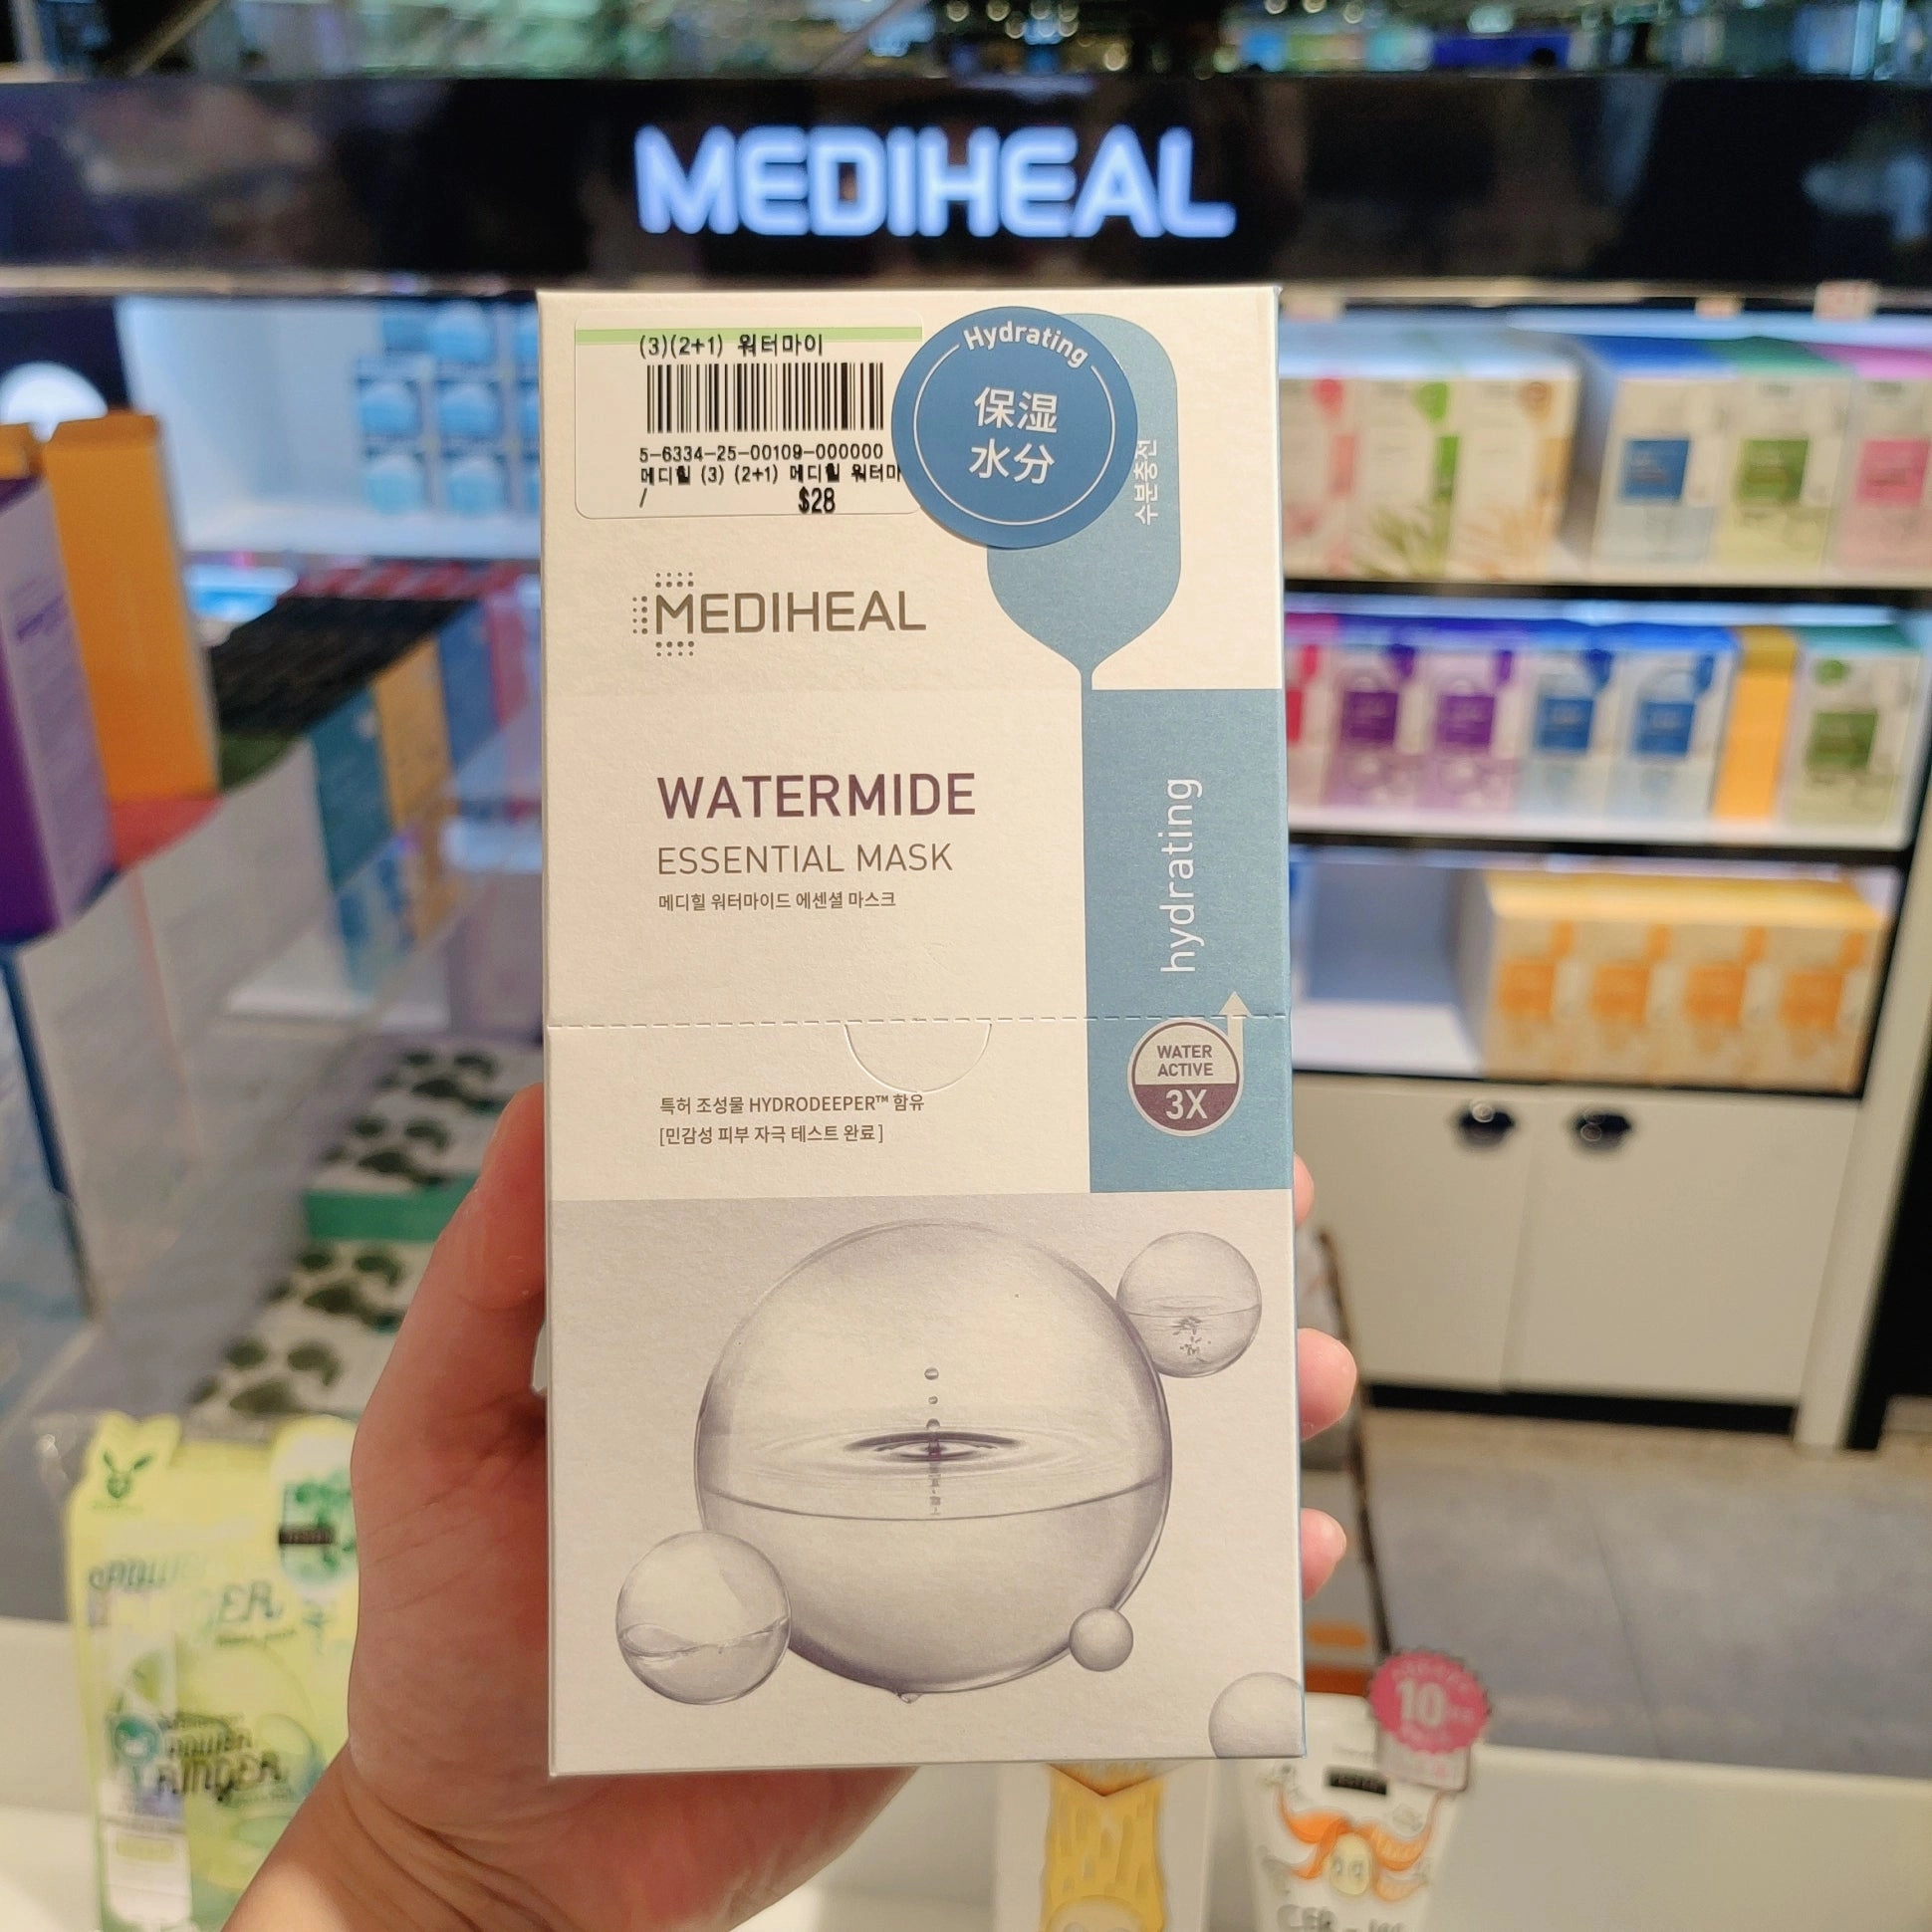 MEDIHEAL
(3)(2+1) 워터마이
5-6334-25-00109-000000
메디힐 (3) (2+1) 메디힐 워터마
/ $28
Hydrating
保湿
水分
수분충전
MEDIHEAL
WATERMIDE
ESSENTIAL MASK
메디힐 워터마이드 에센셜 마스크
hydrating
WATER
ACTIVE
3X
특허 조성물 HYDRODEEPER™ 함유
[민감성 피부 자극 테스트 완료]
POWER
RINGER
10